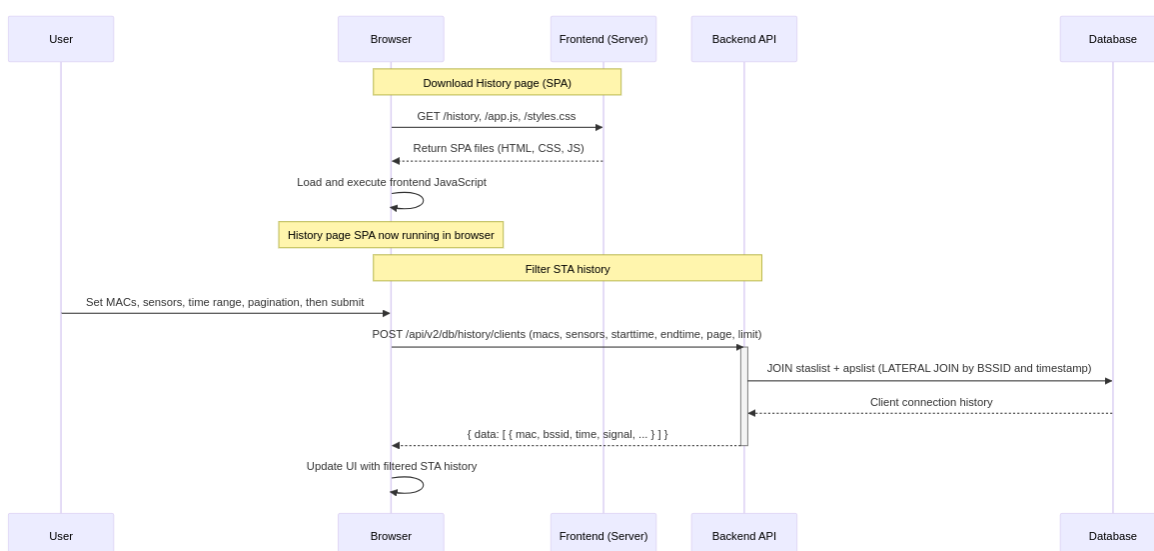 User
Browser
Frontend (Server)
Backend API
Database
Download History page (SPA)
GET /history, /app.js, /styles.css
Return SPA files (HTML, CSS, JS)
Load and execute frontend JavaScript
History page SPA now running in browser
Filter STA history
Set MACs, sensors, time range, pagination, then submit
POST /api/v2/db/history/clients (macs, sensors, starttime, endtime, page, limit)
JOIN staslist + apslist (LATERAL JOIN by BSSID and timestamp)
Client connection history
{ data: [ { mac, bssid, time, signal, ... } ] }
Update UI with filtered STA history
User
Browser
Frontend (Server)
Backend API
Database